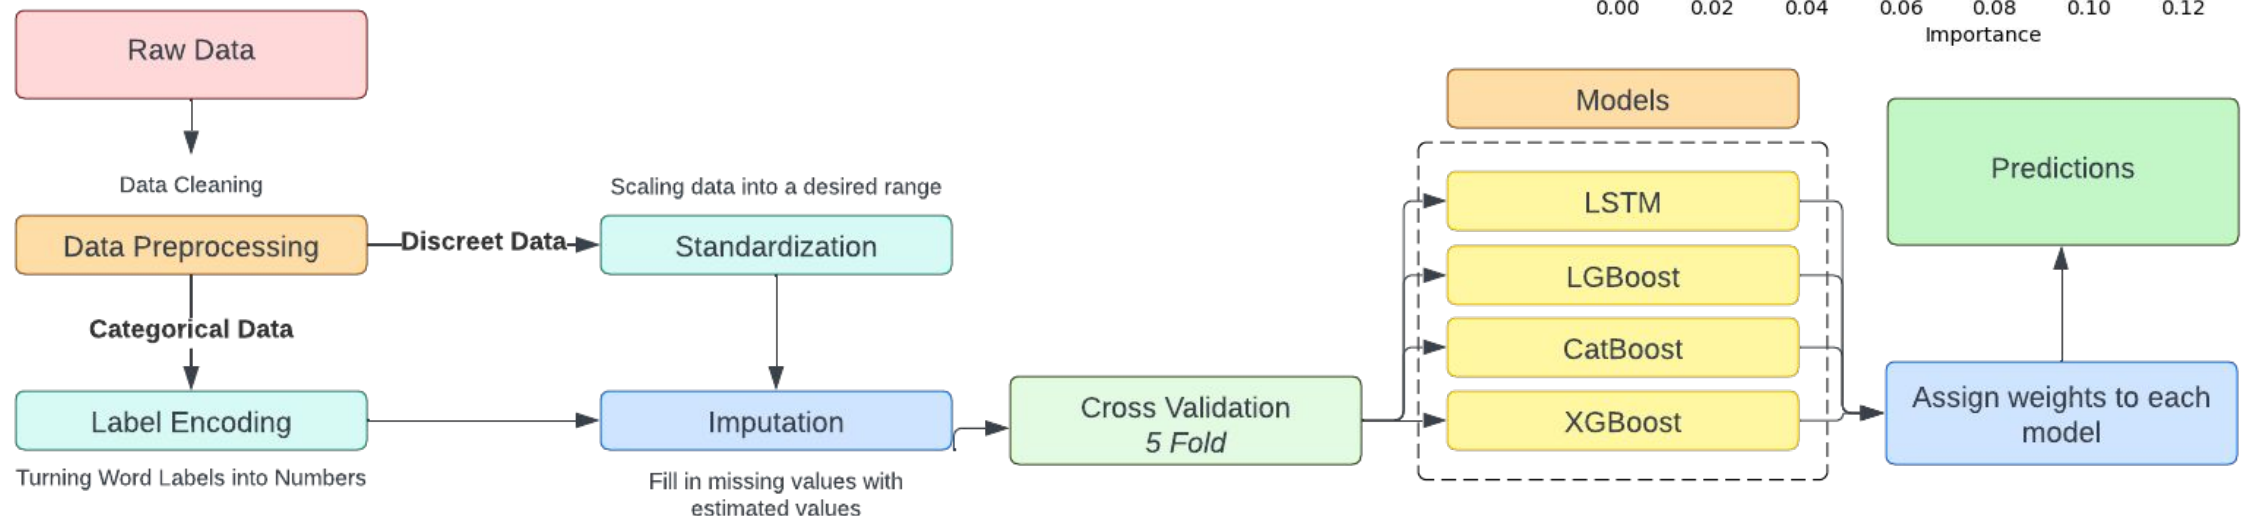 0.00 0.02 0.04 0.06 0.08 0.10 0.12
Importance
Raw Data
Data Cleaning
Data Preprocessing
Discreet Data
Categorical Data
Label Encoding
Turning Word Labels into Numbers
Scaling data into a desired range
Standardization
Imputation
Fill in missing values with
estimated values
Cross Validation
5 Fold
Models
LSTM
LGBoost
CatBoost
XGBoost
Assign weights to each
model
Predictions